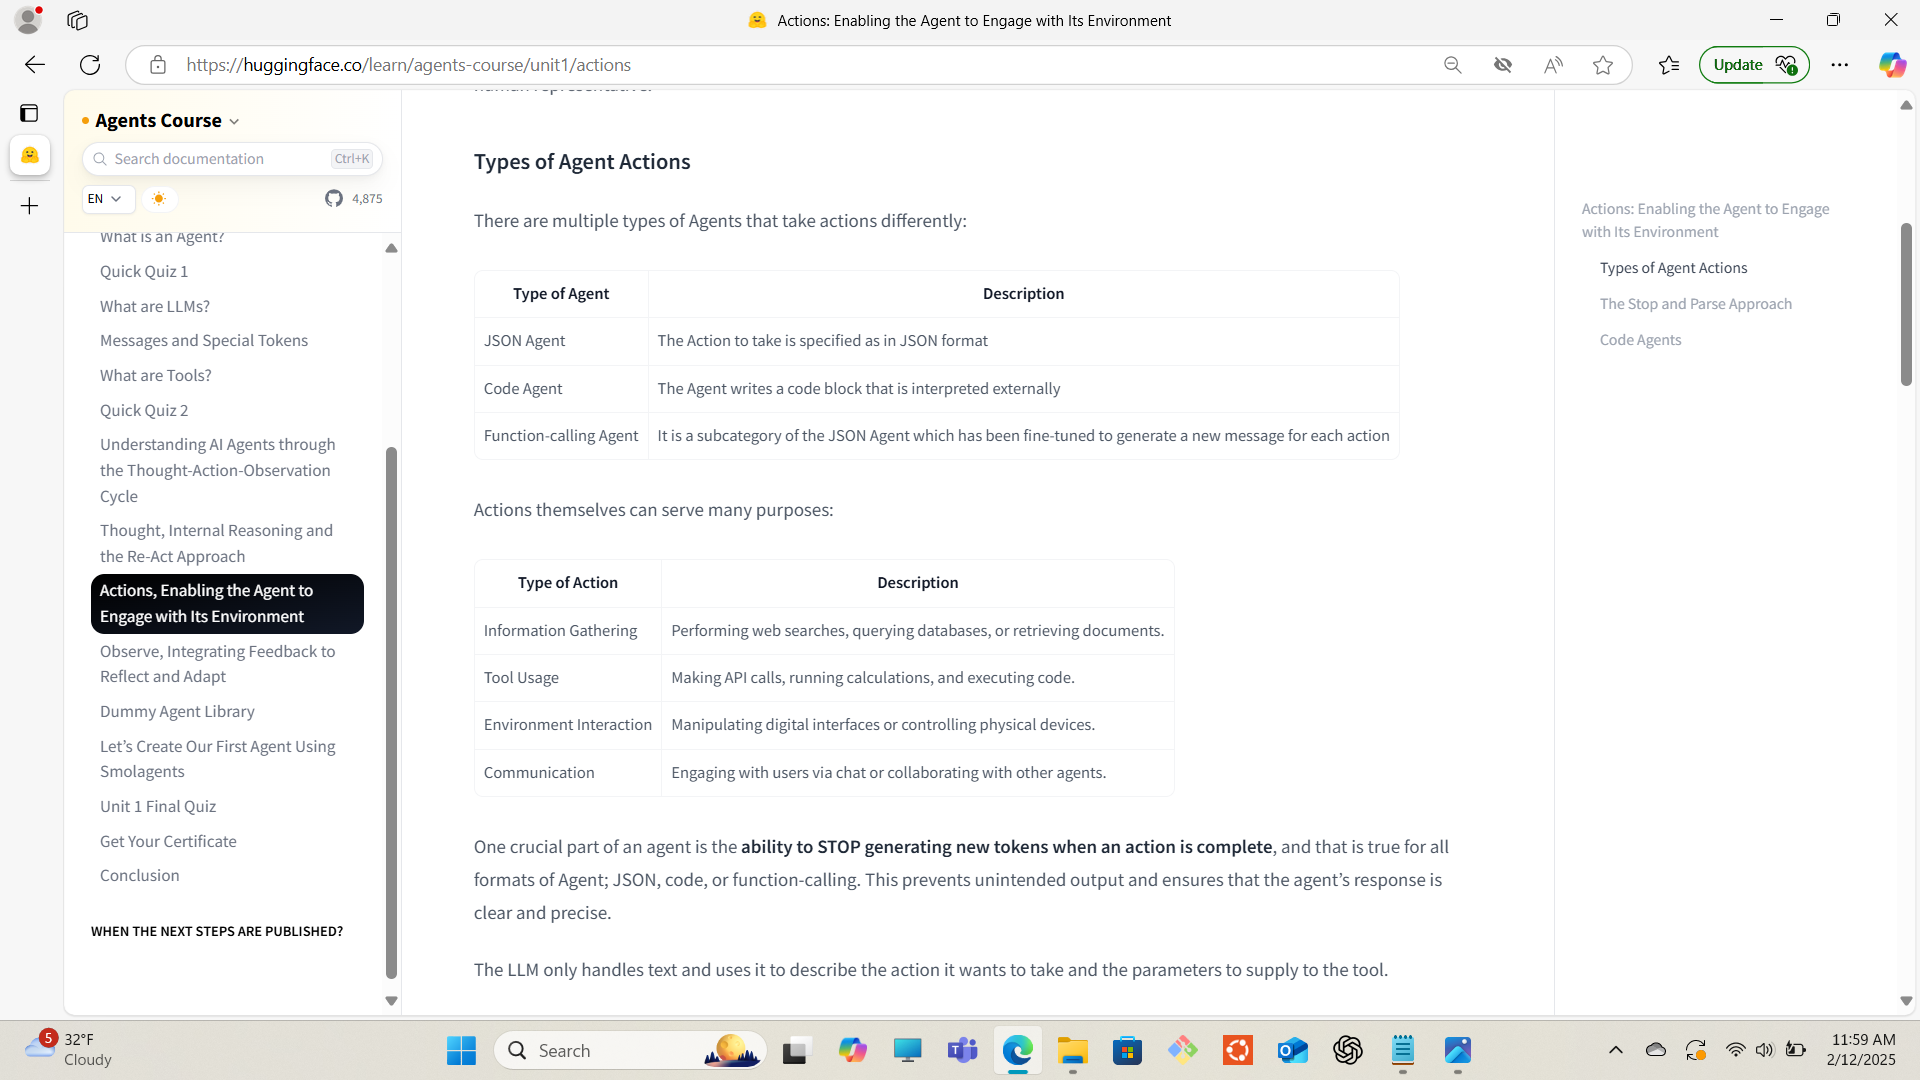 Actions: Enabling the Agent to Engage with Its Environment
https://huggingface.co/learn/agents-course/unit1/actions
Update
Agents Course
Search documentation
Ctrl+K
EN
4,875
What is an Agent?
Quick Quiz 1
What are LLMs?
Messages and Special Tokens
What are Tools?
Quick Quiz 2
Understanding AI Agents through
the Thought-Action-Observation
Cycle
Thought, Internal Reasoning and
the Re-Act Approach
Actions, Enabling the Agent to
Engage with Its Environment
Observe, Integrating Feedback to
Reflect and Adapt
Dummy Agent Library
Let’s Create Our First Agent Using
Smolagents
Unit 1 Final Quiz
Get Your Certificate
Conclusion
WHEN THE NEXT STEPS ARE PUBLISHED?
human representative.
Types of Agent Actions
There are multiple types of Agents that take actions differently:
Type of Agent Description
JSON Agent The Action to take is specified as in JSON format
Code Agent The Agent writes a code block that is interpreted externally
Function-calling Agent It is a subcategory of the JSON Agent which has been fine-tuned to generate a new message for each action
Actions themselves can serve many purposes:
Type of Action Description
Information Gathering Performing web searches, querying databases, or retrieving documents.
Tool Usage Making API calls, running calculations, and executing code.
Environment Interaction Manipulating digital interfaces or controlling physical devices.
Communication Engaging with users via chat or collaborating with other agents.
One crucial part of an agent is the ability to STOP generating new tokens when an action is complete, and that is true for all
formats of Agent; JSON, code, or function-calling. This prevents unintended output and ensures that the agent’s response is
clear and precise.
The LLM only handles text and uses it to describe the action it wants to take and the parameters to supply to the tool.
Actions: Enabling the Agent to Engage
with Its Environment
Types of Agent Actions
The Stop and Parse Approach
Code Agents
5
32°F
Cloudy
Search
11:59 AM
2/12/2025